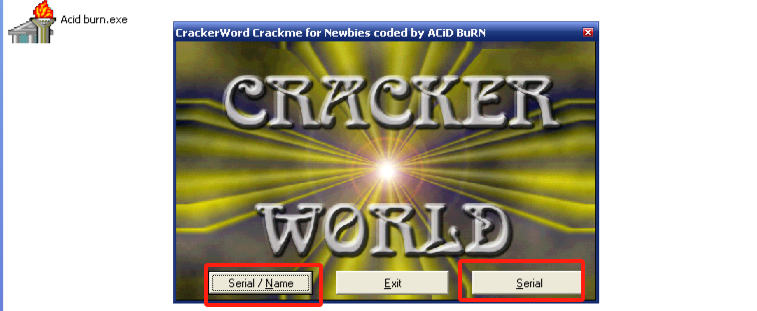 Acid burn.exe
CrackerWord Crackme for Newbies coded by ACiD BuRN
CRACKER
WORLD
Serial / Name
Exit
Serial